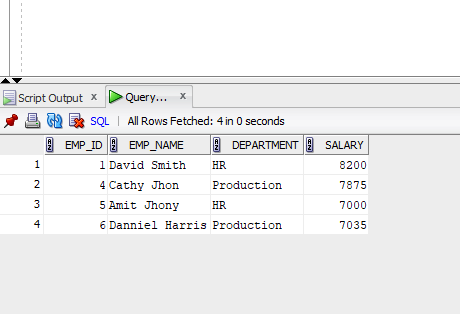 Script Output x Query... x
SQL | All Rows Fetched: 4 in 0 seconds
EMP_ID EMP_NAME DEPARTMENT SALARY
1 1 David Smith HR 8200
2 4 Cathy Jhon Production 7875
3 5 Amit Jhony HR 7000
4 6 Danniel Harris Production 7035